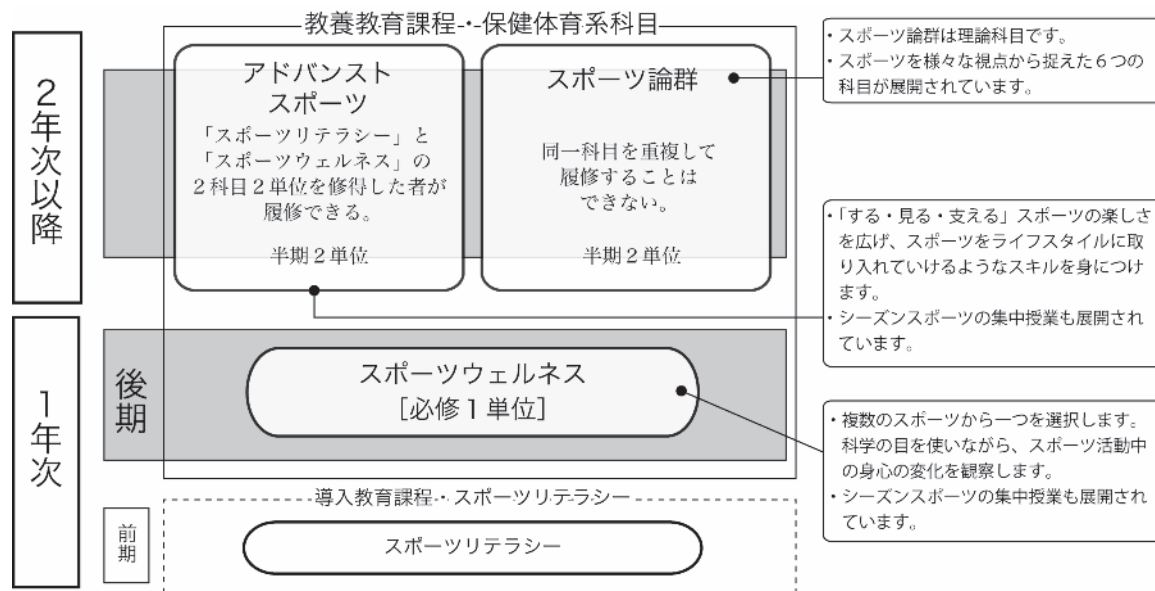 教養教育課程・・保健体育系科目
2年次以降
アドバンスト
スポーツ
「スポーツリテラシー」と
「スポーツウェルネス」の
2科目2単位を修得した者が
履修できる。
半期2単位
スポーツ論群
同一科目を重複して
履修することは
できない。
半期2単位
・スポーツ論群は理論科目です。
・スポーツを様々な視点から捉えた6つの
科目が展開されています。
・「する・見る・支える」スポーツの楽しさ
を広げ、スポーツをライフスタイルに取
り入れていけるようなスキルを身につけ
ます。
・シーズンスポーツの集中授業も展開され
ています。
1年次
後期
スポーツウェルネス
[必修1単位]
・複数のスポーツから一つを選択します。
科学の目を使いながら、スポーツ活動中
の身心の変化を観察します。
・シーズンスポーツの集中授業も展開され
ています。
導入教育課程・・スポーツリテラシー
前期
スポーツリテラシー